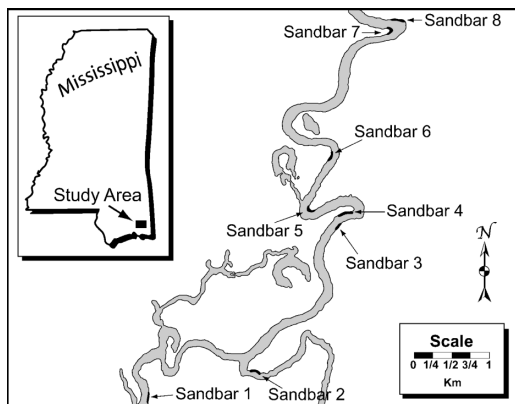 Sandbar 8
Sandbar 7
Mississippi
Sandbar 6
Study Area
Sandbar 5
Sandbar 4
Sandbar 3
N
Scale
0 1/4 1/2 3/4 1
Km
Sandbar 1
Sandbar 2